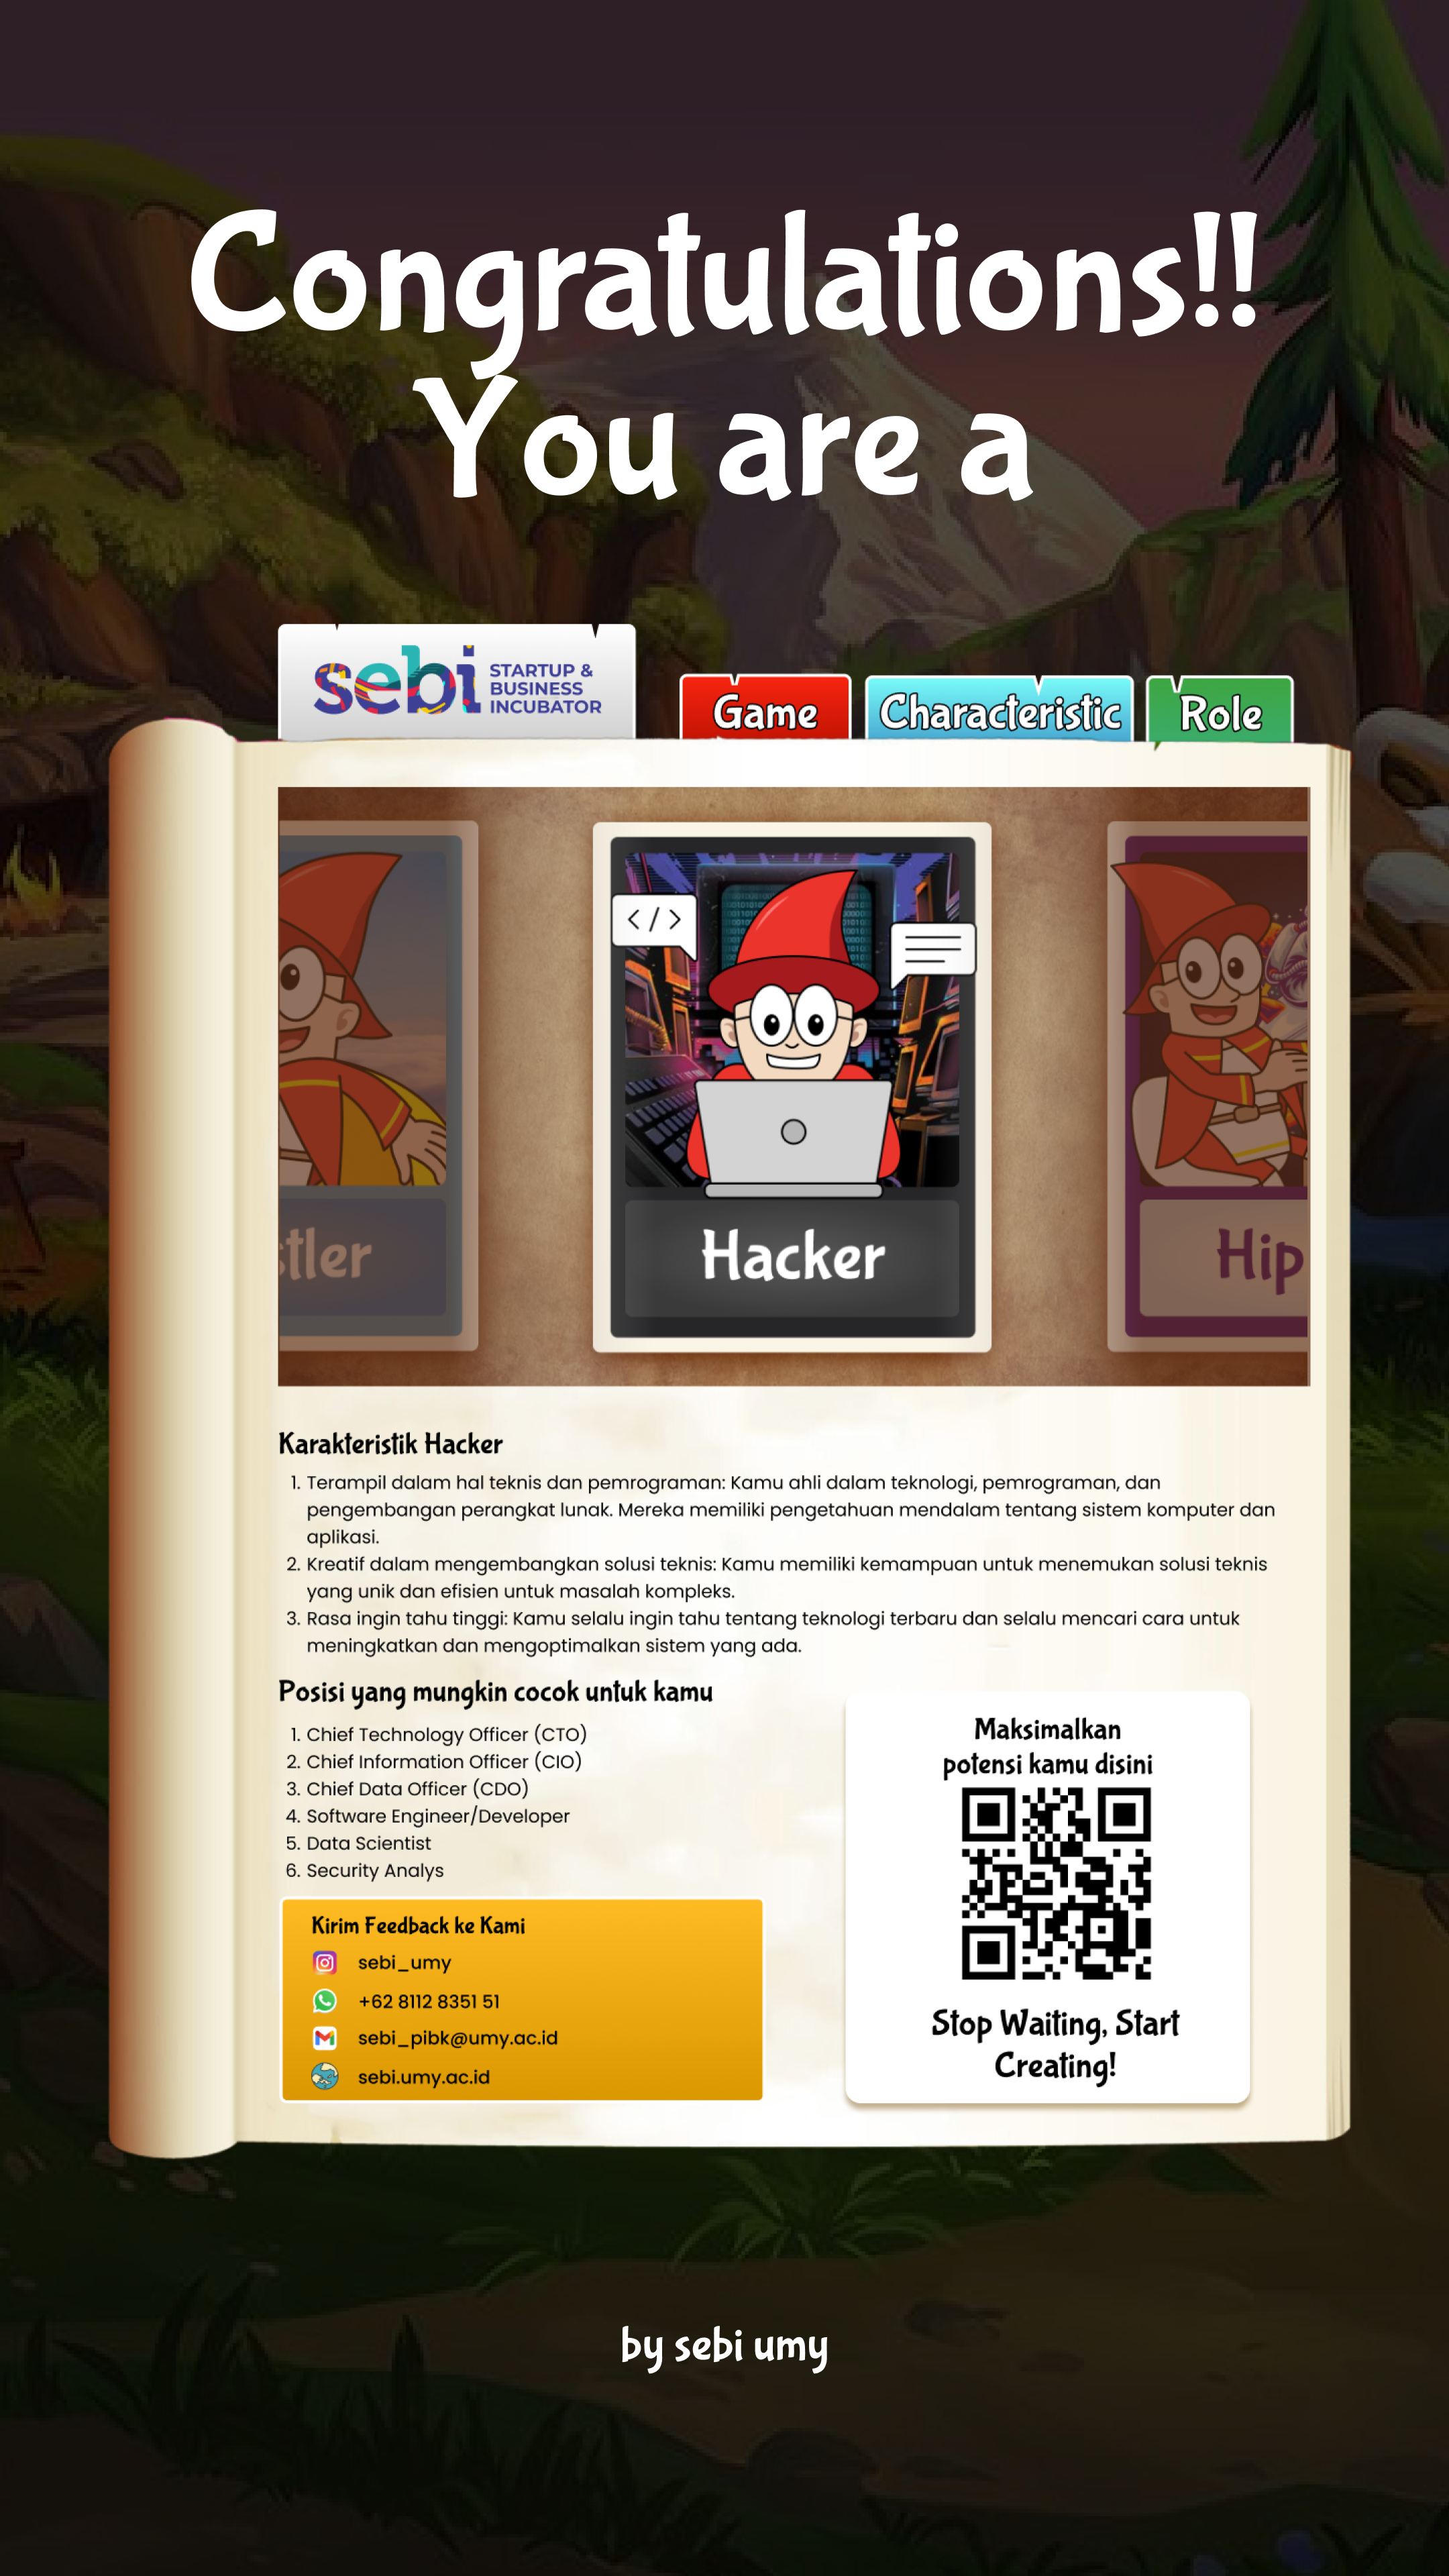 Congratulations!!
You are a
sebi
STARTUP &
BUSINESS
INCUBATOR
Game
Characteristic
Role
stler
Hacker
Hip
Karakteristik Hacker
1. Terampil dalam hal teknis dan pemrograman: Kamu ahli dalam teknologi, pemrograman, dan
pengembangan perangkat lunak. Mereka memiliki pengetahuan mendalam tentang sistem komputer dan
aplikasi.
2. Kreatif dalam mengembangkan solusi teknis: Kamu memiliki kemampuan untuk menemukan solusi teknis
yang unik dan efisien untuk masalah kompleks.
3. Rasa ingin tahu tinggi: Kamu selalu ingin tahu tentang teknologi terbaru dan selalu mencari cara untuk
meningkatkan dan mengoptimalkan sistem yang ada.
Posisi yang mungkin cocok untuk kamu
1. Chief Technology Officer (CTO)
2. Chief Information Officer (CIO)
3. Chief Data Officer (CDO)
4. Software Engineer/Developer
5. Data Scientist
6. Security Analys
Kirim Feedback ke Kami
sebi_umy
+62 8112 8351 51
sebi_pibk@umy.ac.id
sebi.umy.ac.id
Maksimalkan
potensi kamu disini
Stop Waiting, Start
Creating!
by sebi umy